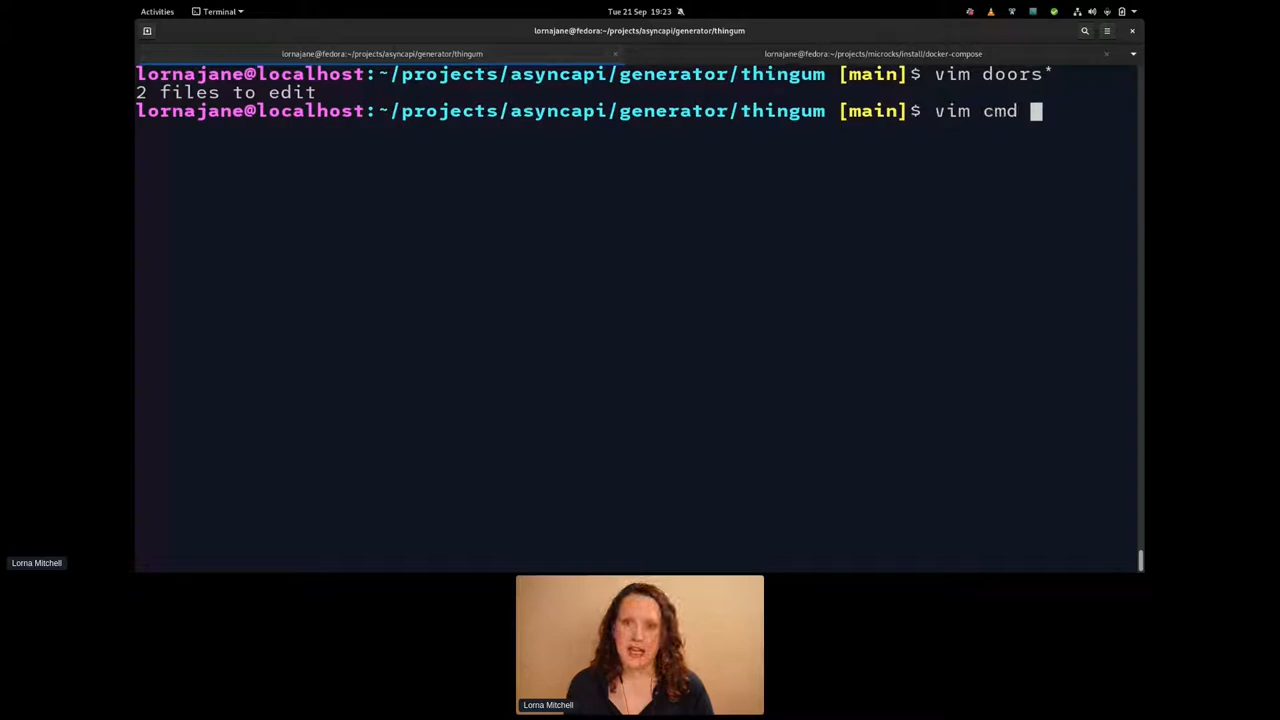 Activities
Terminal
Tue 21 Sep 19:23
lornajane@fedora:~/projects/asyncapi/generator/thingum
lornajane@fedora:~/projects/asyncapi/generator/thingum
lornajane@fedora:~/projects/microcks/install/docker-compose
lornajane@localhost:~/projects/asyncapi/generator/thingum [main]$ vim doors*
2 files to edit
lornajane@localhost:~/projects/asyncapi/generator/thingum [main]$ vim cmd
Lorna Mitchell
Lorna Mitchell